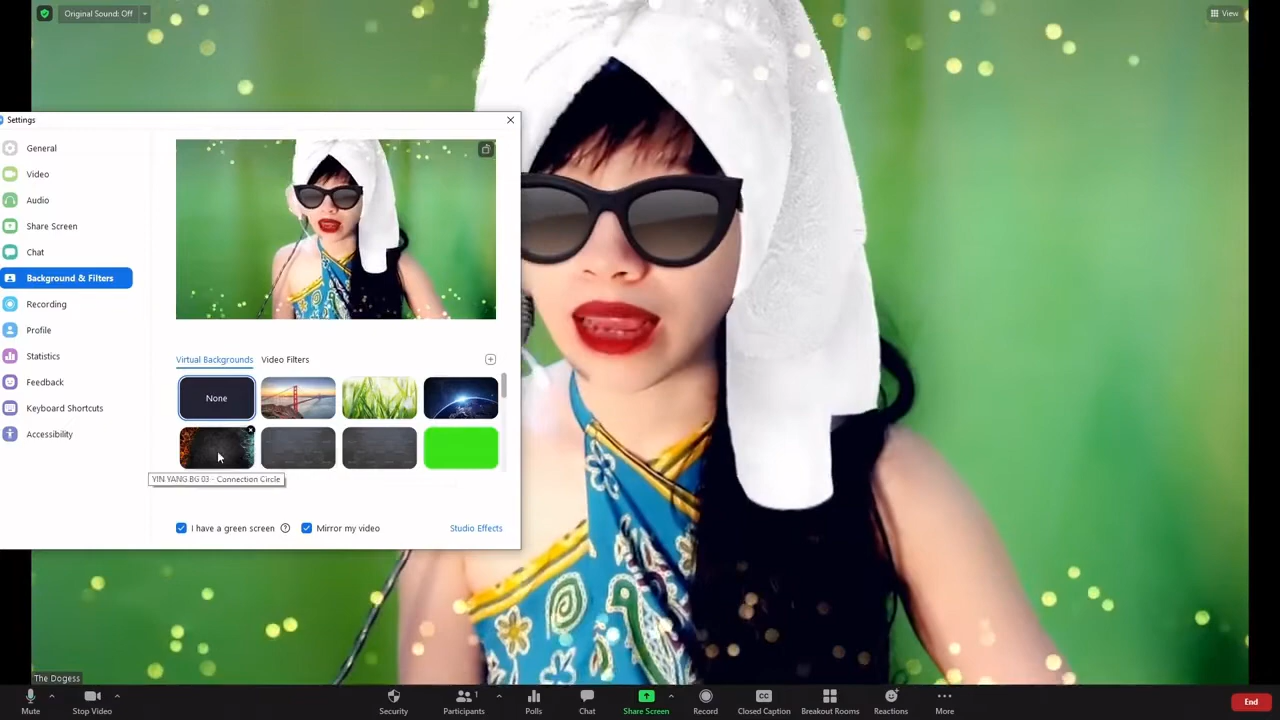 Original Sound: Off
View
Settings
General
Video
Audio
Share Screen
Chat
Background & Filters
Recording
Profile
Statistics
Feedback
Keyboard Shortcuts
Accessibility
Virtual Backgrounds
Video Filters
None
YIN YANG BG 03 - Connection Circle
I have a green screen
Mirror my video
Studio Effects
The Dogess
Mute
Stop Video
Security
Participants
1
Polls
Chat
Share Screen
Record
CC
Closed Caption
Breakout Rooms
Reactions
More
End